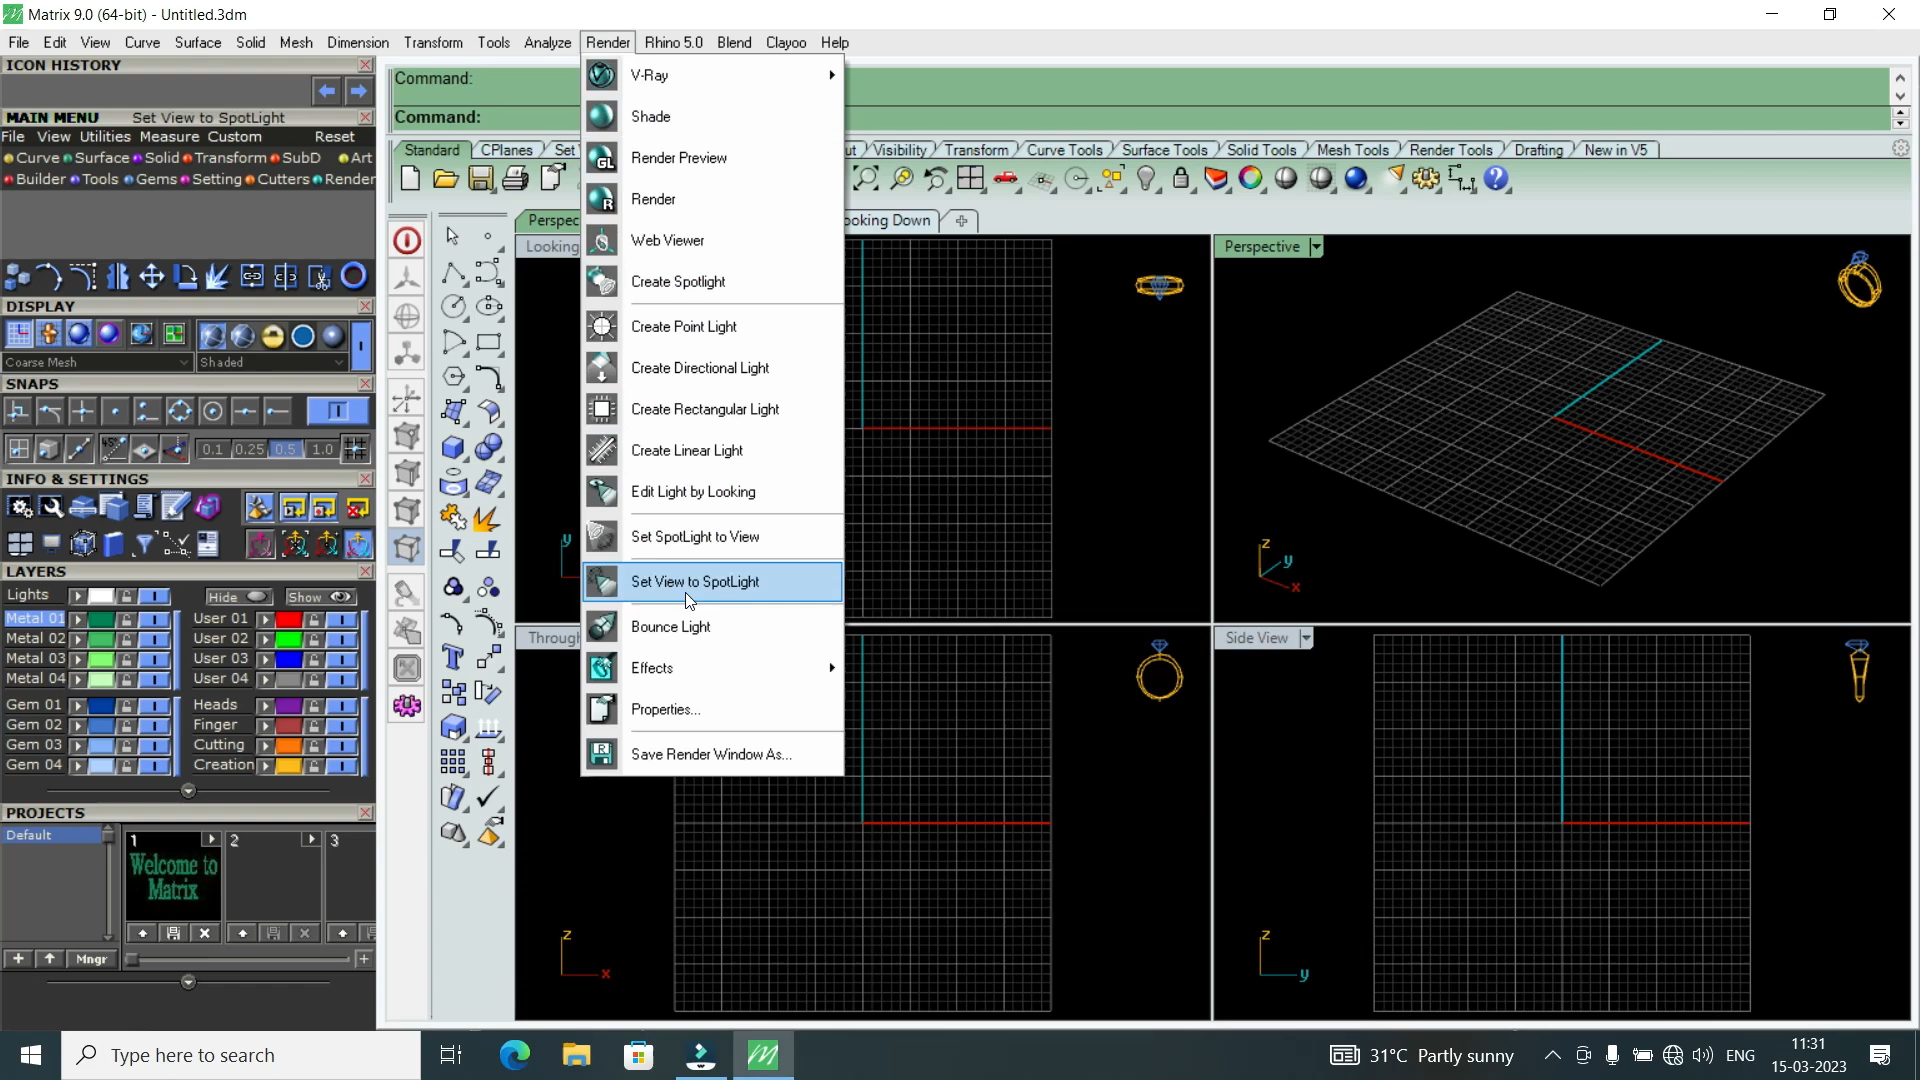 Matrix 9.0 (64-bit) - Untitled.3dm
File Edit View Curve Surface Solid Mesh Dimension Transform Tools Analyze Render Rhino 5.0 Blend Clayoo Help
ICON HISTORY
MAIN MENU Set View to SpotLight
File View Utilities Measure Custom Reset
Curve Surface Solid Transform SubD Art
Builder Tools Gems Setting Cutters Render
DISPLAY
Coarse Mesh Shaded
SNAPS
0.1 0.25 0.5 1.0
INFO & SETTINGS
LAYERS
Lights Hide Show
Metal 01 User 01
Metal 02 User 02
Metal 03 User 03
Metal 04 User 04
Gem 01 Heads
Gem 02 Finger
Gem 03 Cutting
Gem 04 Creation
PROJECTS
Default
1 2 3
Welcome to
Matrix
Mngr
Command:
Command:
Standard CPlanes Set
ut Visibility Transform Curve Tools Surface Tools Solid Tools Mesh Tools Render Tools Drafting New in V5
Perspec
ooking Down
Looking
V-Ray
Shade
GL Render Preview
R Render
Web Viewer
Create Spotlight
Create Point Light
Create Directional Light
Create Rectangular Light
Create Linear Light
Edit Light by Looking
Set SpotLight to View
Set View to SpotLight
Bounce Light
Effects
Properties...
R Save Render Window As...
y
Perspective
z
y
x
Through
z
x
Side View
z
y
Type here to search
31°C Partly sunny
ENG
11:31
15-03-2023